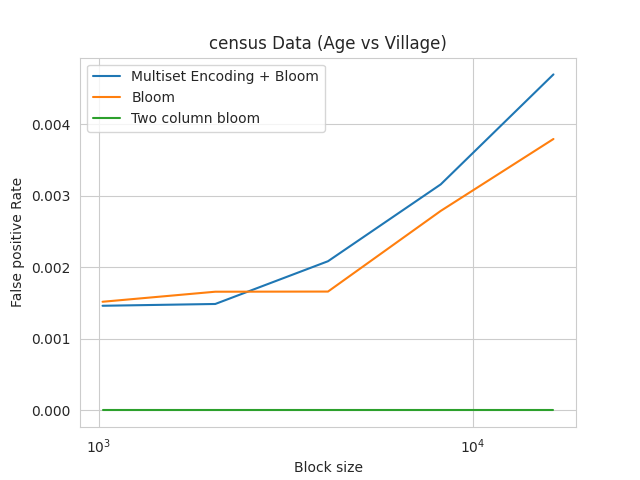 census Data (Age vs Village)
Multiset Encoding + Bloom
Bloom
Two column bloom
False positive Rate
0.004
0.003
0.002
0.001
0.000
10³
10⁴
Block size